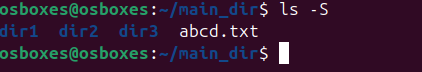 osboxes@osboxes:~/main_dir$ ls -S
dir1  dir2  dir3  abcd.txt
osboxes@osboxes:~/main_dir$